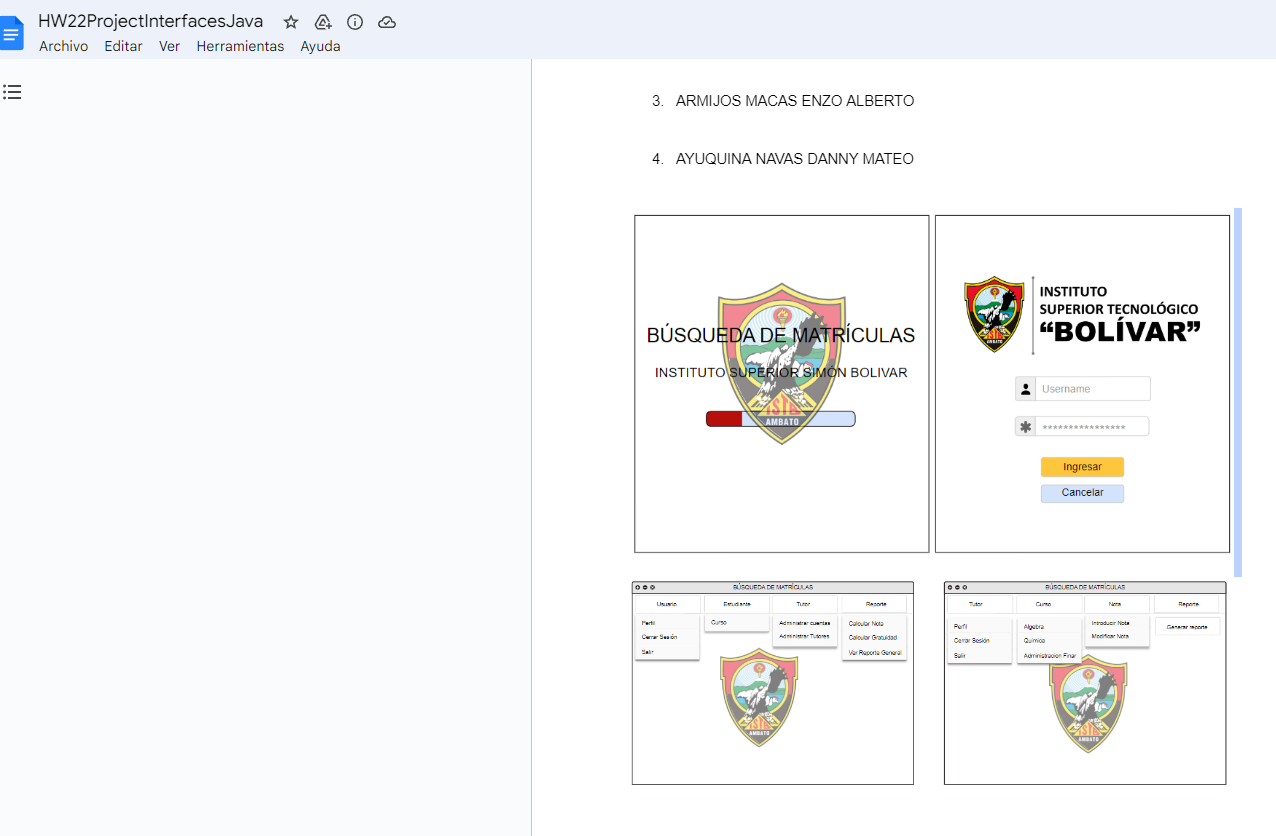 HW22ProjectInterfacesJava
Archivo Editar Ver Herramientas Ayuda
3. ARMIJOS MACAS ENZO ALBERTO
4. AYUQUINA NAVAS DANNY MATEO
BÚSQUEDA DE MATRÍCULAS
INSTITUTO SUPERIOR SIMÓN BOLIVAR
ISTB
AMBATO
INSTITUTO
SUPERIOR TECNOLÓGICO
“BOLÍVAR”
ISTB
AMBATO
Username
****************
Ingresar
Cancelar
BÚSQUEDA DE MATRÍCULAS
Usuario Estudiante Tutor Reporte
Perfil Curso Administrar cuentas Calcular Nota
Cerrar Sesión Administrar Tutores Calcular Gratuidad
Salir Ver Reporte General
ISTB
AMBATO
BÚSQUEDA DE MATRÍCULAS
Tutor Curso Nota Reporte
Perfil Algebra Introducir Nota Generar reporte
Cerrar Sesión Quimica Modificar Nota
Salir Administracion Finar
ISTB
AMBATO